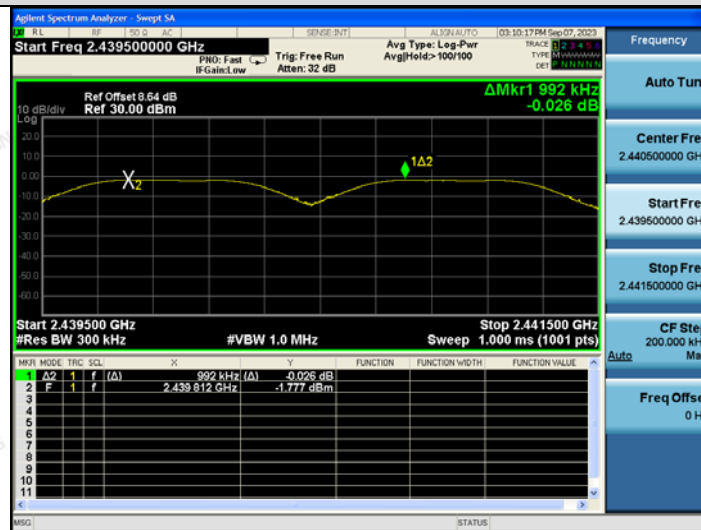 Agilent Spectrum Analyzer - Swept SA
RL RF 50 Ω AC SENSE:INT ALIGNAUTO 03:10:17 PM Sep 07, 2023
Start Freq 2.439500000 GHz
PNO: Fast
IFGain:Low
Trig: Free Run
Atten: 32 dB
Avg Type: Log-Pwr
Avg|Hold:>100/100
TRACE 1 2 3 4 5 6
TYPE M
DET P N N N N N
ΔMkr1 992 kHz
-0.026 dB
Ref Offset 8.64 dB
10 dB/div Ref 30.00 dBm
Log
20.0
10.0
0.00
-10.0
-20.0
-30.0
-40.0
-50.0
-60.0
X2
1Δ2
Start 2.439500 GHz Stop 2.441500 GHz
#Res BW 300 kHz #VBW 1.0 MHz Sweep 1.000 ms (1001 pts)
MKR MODE TRC SCL X Y FUNCTION FUNCTION WIDTH FUNCTION VALUE
1 Δ2 1 f (Δ) 992 kHz (Δ) -0.026 dB
2 F 1 f 2.439 812 GHz -1.777 dBm
3
4
5
6
7
8
9
10
11
MSG STATUS
Frequency
Auto Tun
Center Fre
2.440500000 GH
Start Fre
2.439500000 GH
Stop Fre
2.441500000 GH
CF Ste
200.000 k
Auto Ma
Freq Offse
0 H